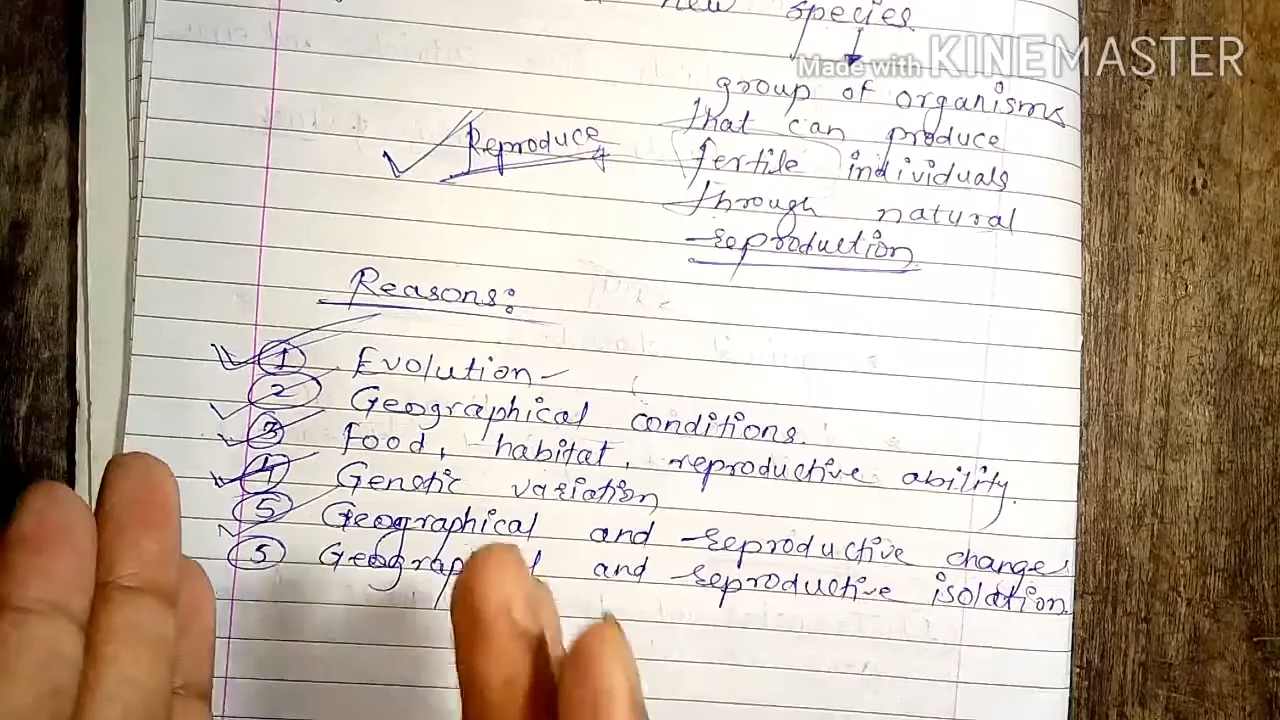 new species
Made with KINEMASTER
group of organisms
that can produce
Reproduce
fertile individuals
through natural
reproduction.
Reasons:
1 Evolution -
2 Geographical conditions.
3 Food, habitat, reproductive ability.
4 Genetic variation
5 Geographical and reproductive changes
5 Geograp and reproductive isolation.